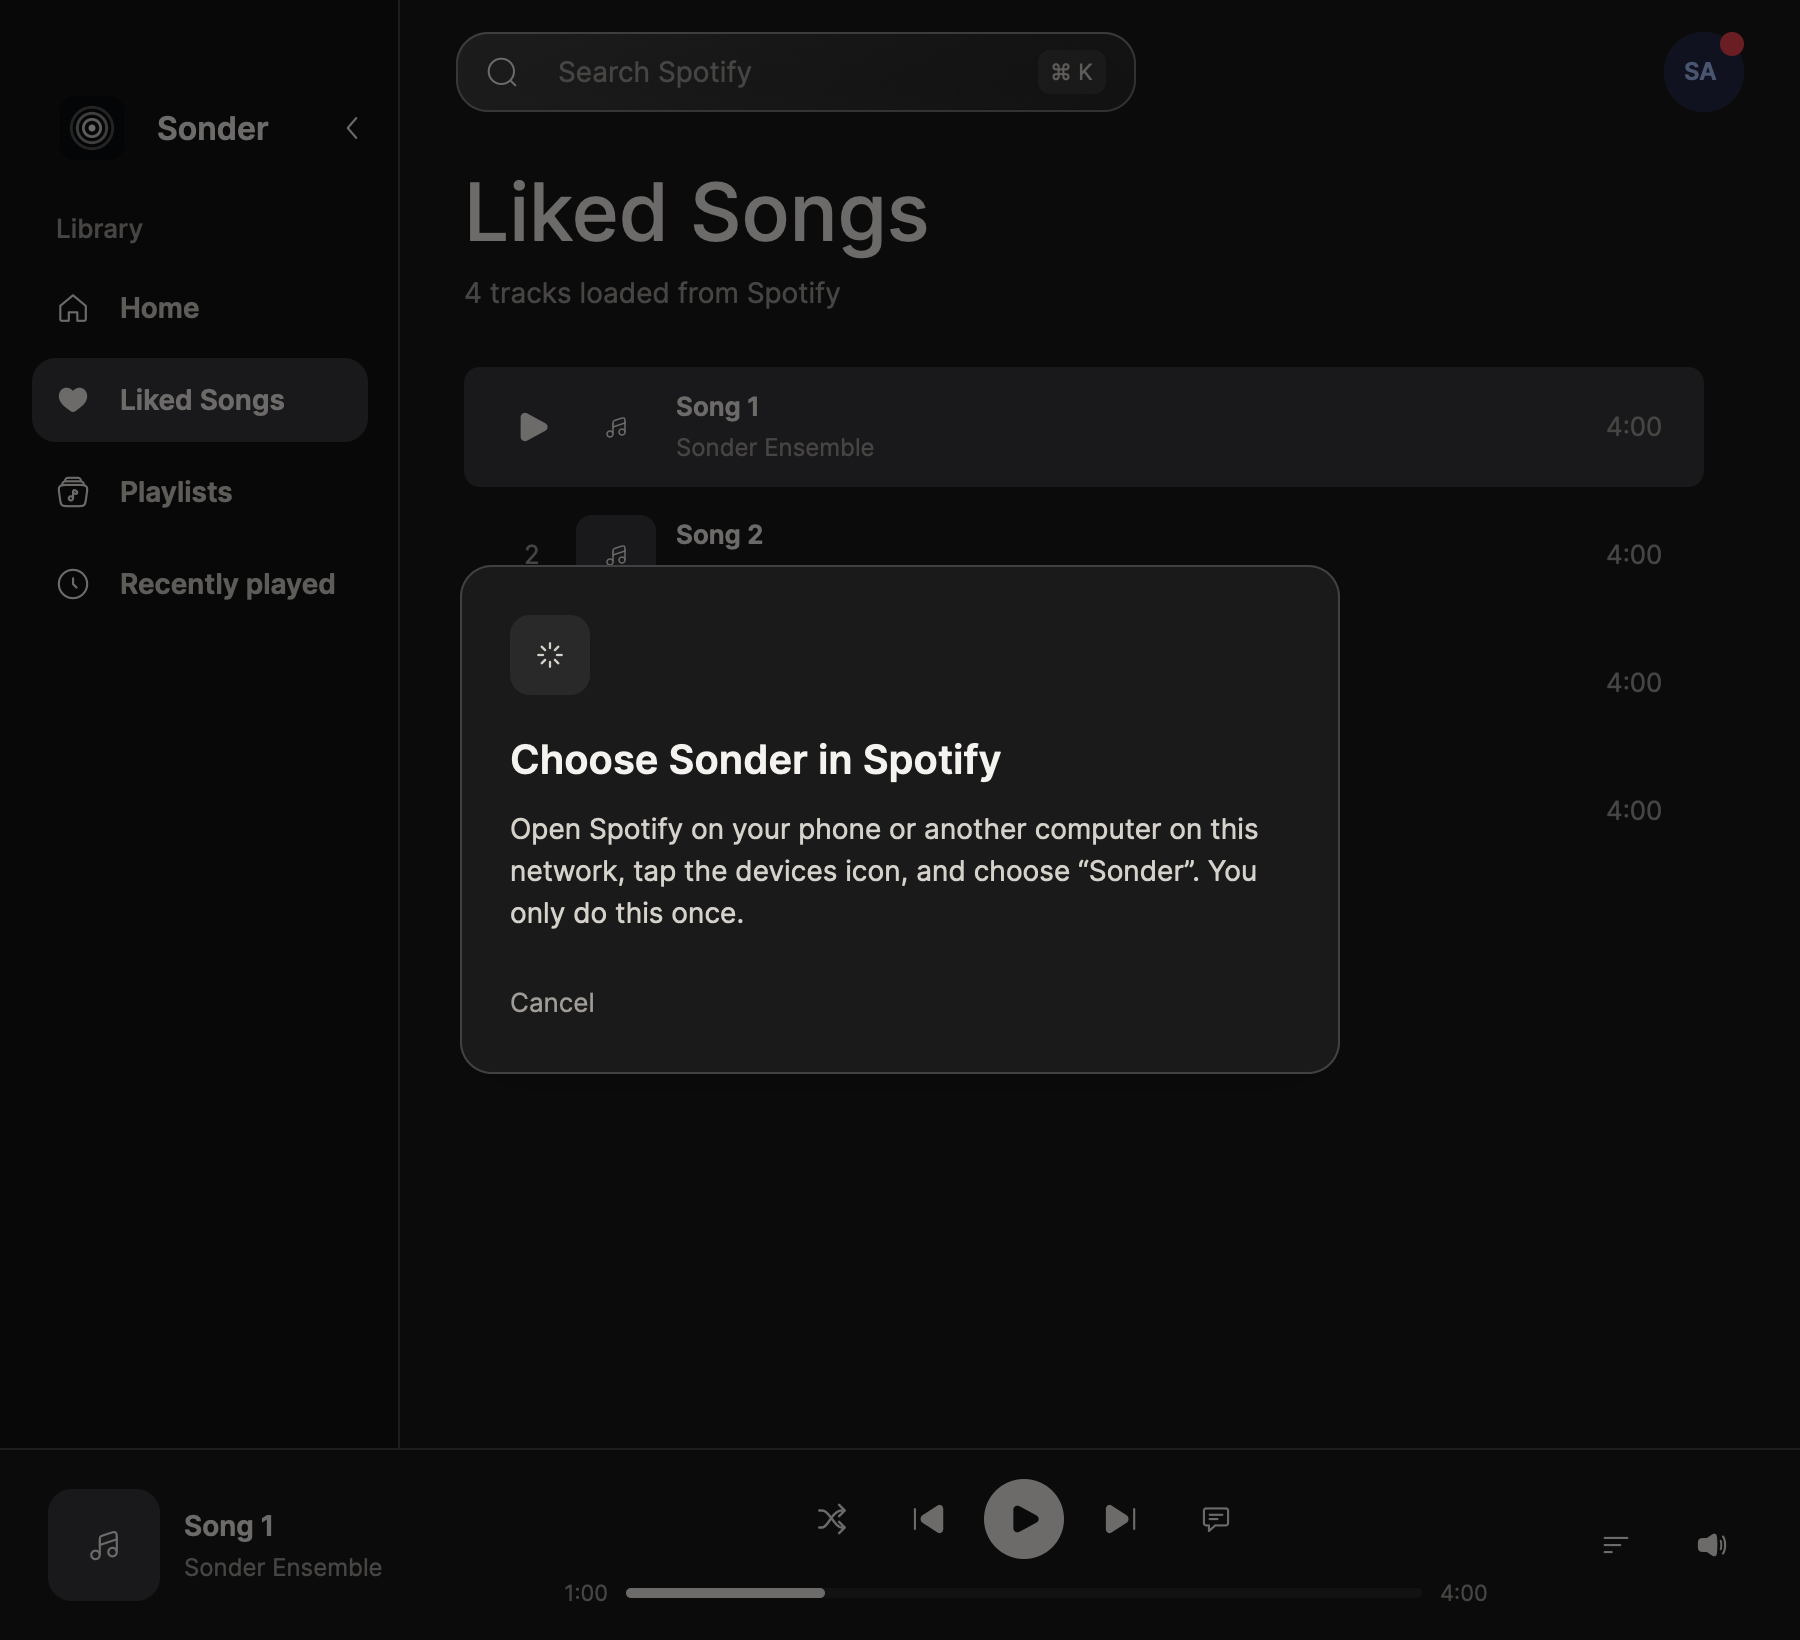 Search Spotify
⌘ K
SA
Sonder
Library
Home
Liked Songs
Playlists
Recently played
Liked Songs
4 tracks loaded from Spotify
Song 1
Sonder Ensemble
4:00
2
Song 2
4:00
4:00
4:00
Choose Sonder in Spotify
Open Spotify on your phone or another computer on this
network, tap the devices icon, and choose “Sonder”. You
only do this once.
Cancel
Song 1
Sonder Ensemble
1:00
4:00